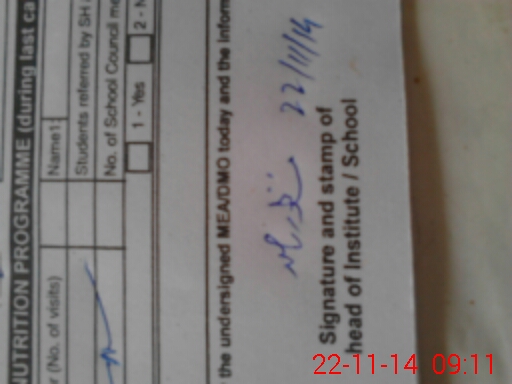 NUTRITION PROGRAMME (during last ca
Name1:
Students referred by SH
No. of School Council me
r (No. of visits)
1 - Yes
2 - N
the undersigned MEA/DMO today and the inform
22/11/14
Signature and stamp of
head of Institute / School
22-11-14 09:11